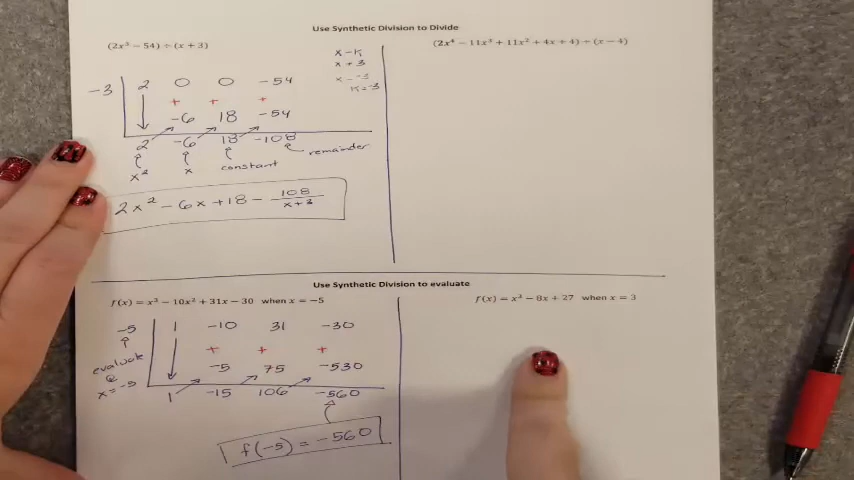 Use Synthetic Division to Divide
(2x³ − 54) ÷ (x + 3)
x − k
x + 3
x − −3
k = −3
−3 2 0 0 −54
+ + +
−6 18 −54
2 −6 18 −108
x² x constant remainder
2x² − 6x + 18 − 108/(x+3)
(2x⁴ − 11x³ + 11x² + 4x + 4) ÷ (x − 4)
Use Synthetic Division to evaluate
f(x) = x³ − 10x² + 31x − 30 when x = −5
−5 1 −10 31 −30
+ + +
evaluate
x = −5
−5 75 −530
1 −15 106 −560
f(−5) = −560
f(x) = x³ − 8x + 27 when x = 3